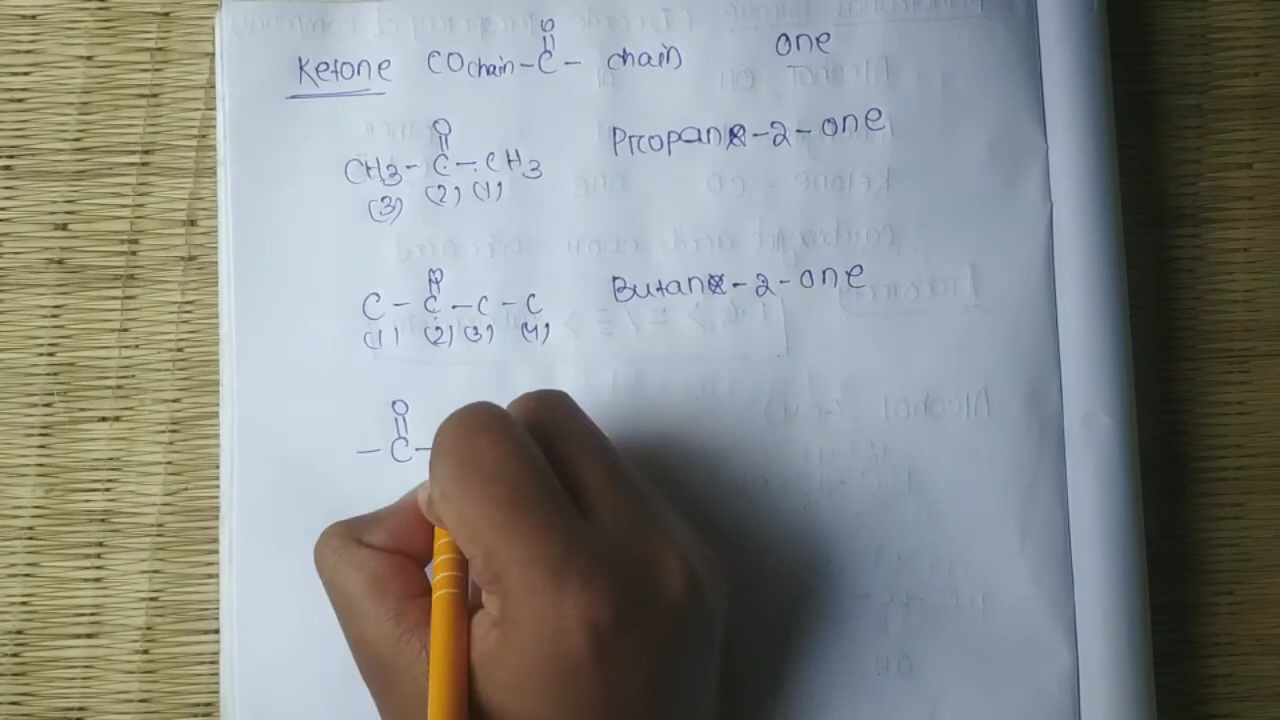 Ketone CO chain-C- chain one
O
O
CH3-C-CH3 Propan-2-one
(3) (2) (1)
O
C-C-C-C Butan-2-one
(1) (2) (3) (4)
O
-C-